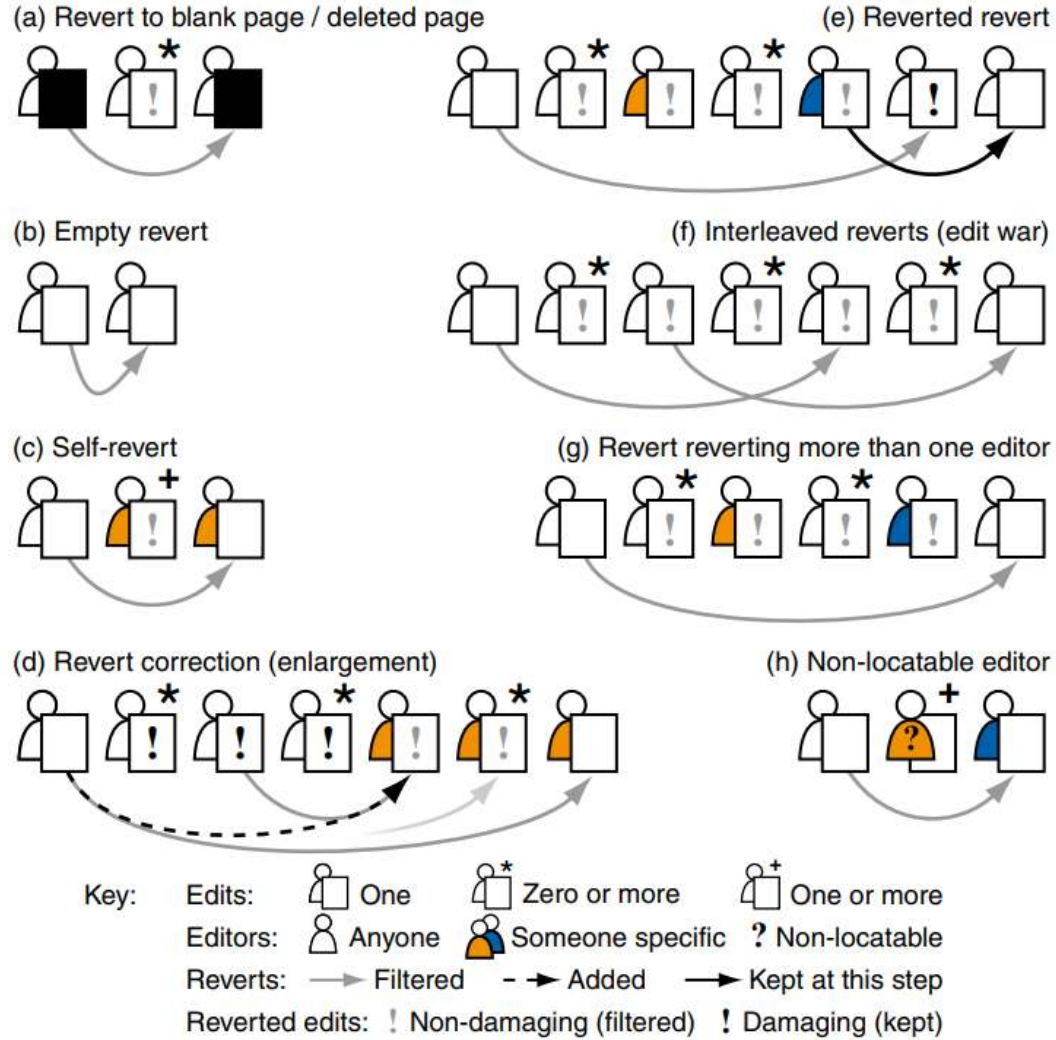 (a) Revert to blank page / deleted page
*
!
(e) Reverted revert
* *
! ! ! ! !
(b) Empty revert
(f) Interleaved reverts (edit war)
* * *
! ! ! ! !
(c) Self-revert
+
!
(g) Revert reverting more than one editor
* *
! ! ! !
(d) Revert correction (enlargement)
* * *
! ! ! ! !
(h) Non-locatable editor
+
?
Key: Edits: One * Zero or more + One or more
Editors: Anyone Someone specific ? Non-locatable
Reverts: Filtered Added Kept at this step
Reverted edits: ! Non-damaging (filtered) ! Damaging (kept)